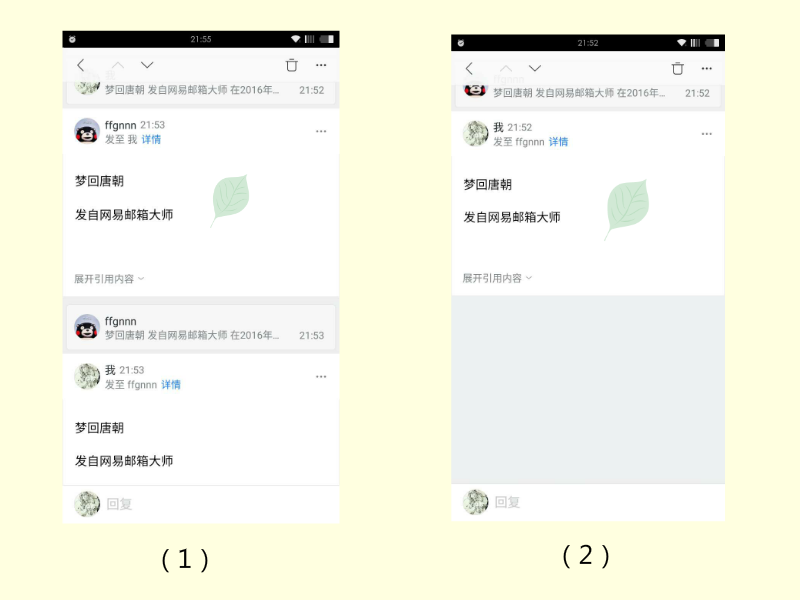 21:55
梦回唐朝 发自网易邮箱大师 在2016年... 21:52
ffgnnn 21:53
发至 我 详情
梦回唐朝
发自网易邮箱大师
展开引用内容
ffgnnn
梦回唐朝 发自网易邮箱大师 在2016年... 21:53
我 21:53
发至 ffgnnn 详情
梦回唐朝
发自网易邮箱大师
回复
(1)
21:52
梦回唐朝 发自网易邮箱大师 在2016年... 21:52
我 21:52
发至 ffgnnn 详情
梦回唐朝
发自网易邮箱大师
展开引用内容
回复
(2)